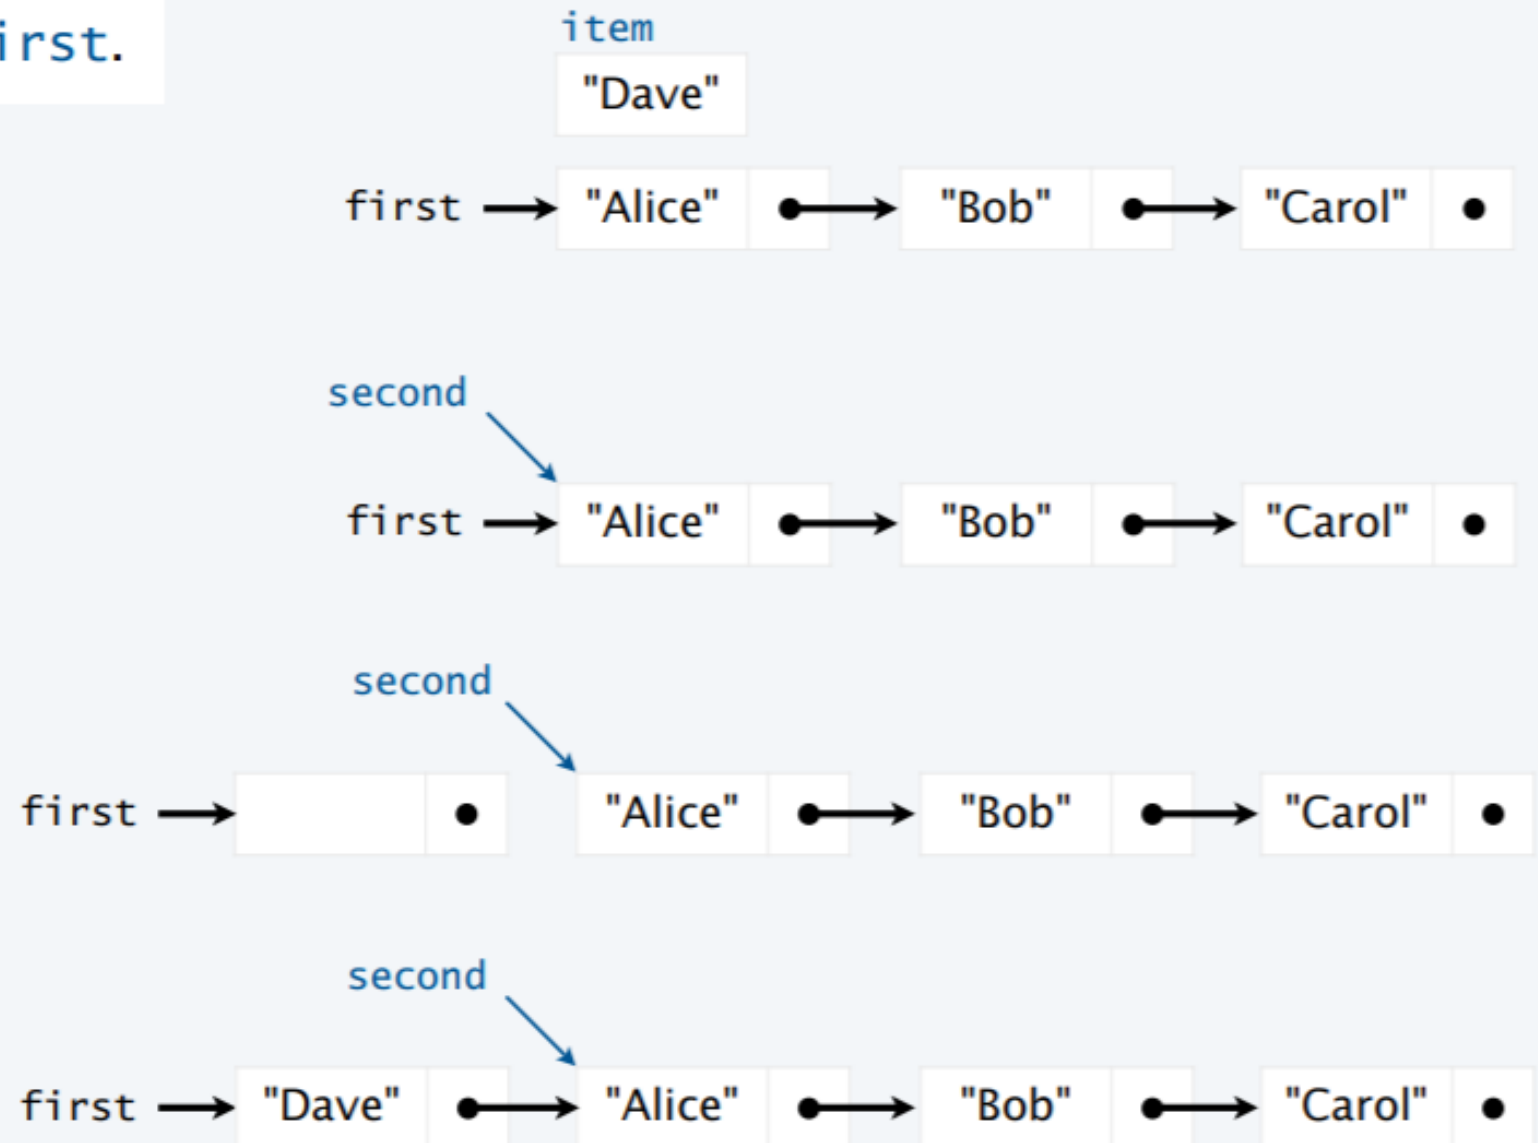 irst.
item
"Dave"
first "Alice" "Bob" "Carol"
second
first "Alice" "Bob" "Carol"
second
first "Alice" "Bob" "Carol"
second
first "Dave" "Alice" "Bob" "Carol"